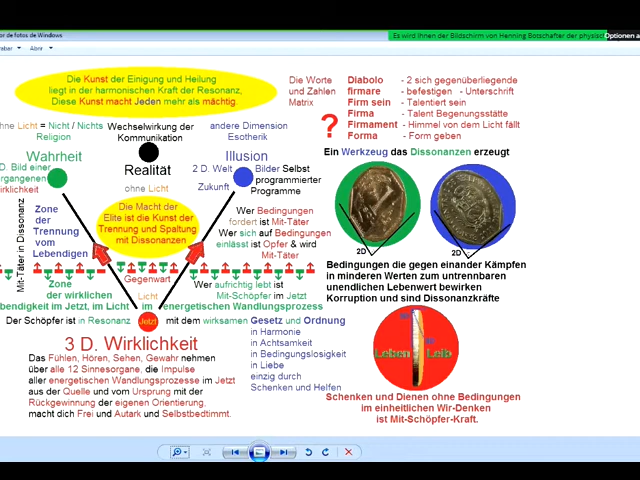 or de fotos de Windows
Es wird Ihnen der Bildschirm von Henning Botschafter der physisc
Optionen a
Abrir
Die Kunst der Einigung und Heilung
liegt in der harmonischen Kraft der Resonanz,
Diese Kunst macht Jeden mehr als mächtig.
Die Worte
und Zahlen
Matrix
?
Diabolo - 2 sich gegenüberliegende
firmare - befestigen - Unterschrift
Firm sein - Talentiert sein
Firma - Talent Begegnungsstätte
Firmament - Himmel von dem Licht fällt
Forma - Form geben
hne Licht = Nicht / Nichts
Religion
Wechselwirkung der
Kommunikation
andere Dimension
Esotherik
Ein Werkzeug das Dissonanzen erzeugt
Wahrheit
Realität
Illusion
D. Bild einer
ergangenen
irklichkeit
ohne Licht
2 D. Welt
Zukunft
Bilder Selbst
programmierter
Programme
Mit-Täter in Dissonanz
Zone
der
Trennung
vom
Lebendigen
Die Macht der
Elite ist die Kunst der
Trennung und Spaltung
mit Dissonanzen
Wer Bedingungen
fordert ist Mit-Täter
Wer sich auf Bedingungen
einlässt ist Opfer & wird
Mit-Täter
2D
2D
Bedingungen die gegen einander Kämpfen
in minderen Werten zum untrennbaren
unendlichen Lebenwert bewirken
Korruption und sind Dissonanzkräfte
Gegenwart
Zone
der wirklichen
bendigkeit im Jetzt, im Licht
Licht
im
energetischen Wandlungsprozess
Wer aufrichtig lebt ist
Mit-Schöpfer im Jetzt
Der Schöpfer ist in Resonanz
Jetzt
mit dem wirksamen Gesetz und Ordnung
in Harmonie
in Achtsamkeit
in Bedingungslosigkeit
in Liebe
einzig durch
Schenken und Helfen
3 D. Wirklichkeit
Das Fühlen, Hören, Sehen, Gewahr nehmen
über alle 12 Sinnesorgane, die Impulse
aller energetischen Wandlungsprozesse im Jetzt
aus der Quelle und vom Ursprung mit der
Rückgewinnung der eigenen Orientierung,
macht dich Frei und Autark und Selbstbedtimmt.
Leben
Leib
Schenken und Dienen ohne Bedingungen
im einheitlichen Wir-Denken
ist Mit-Schöpfer-Kraft.